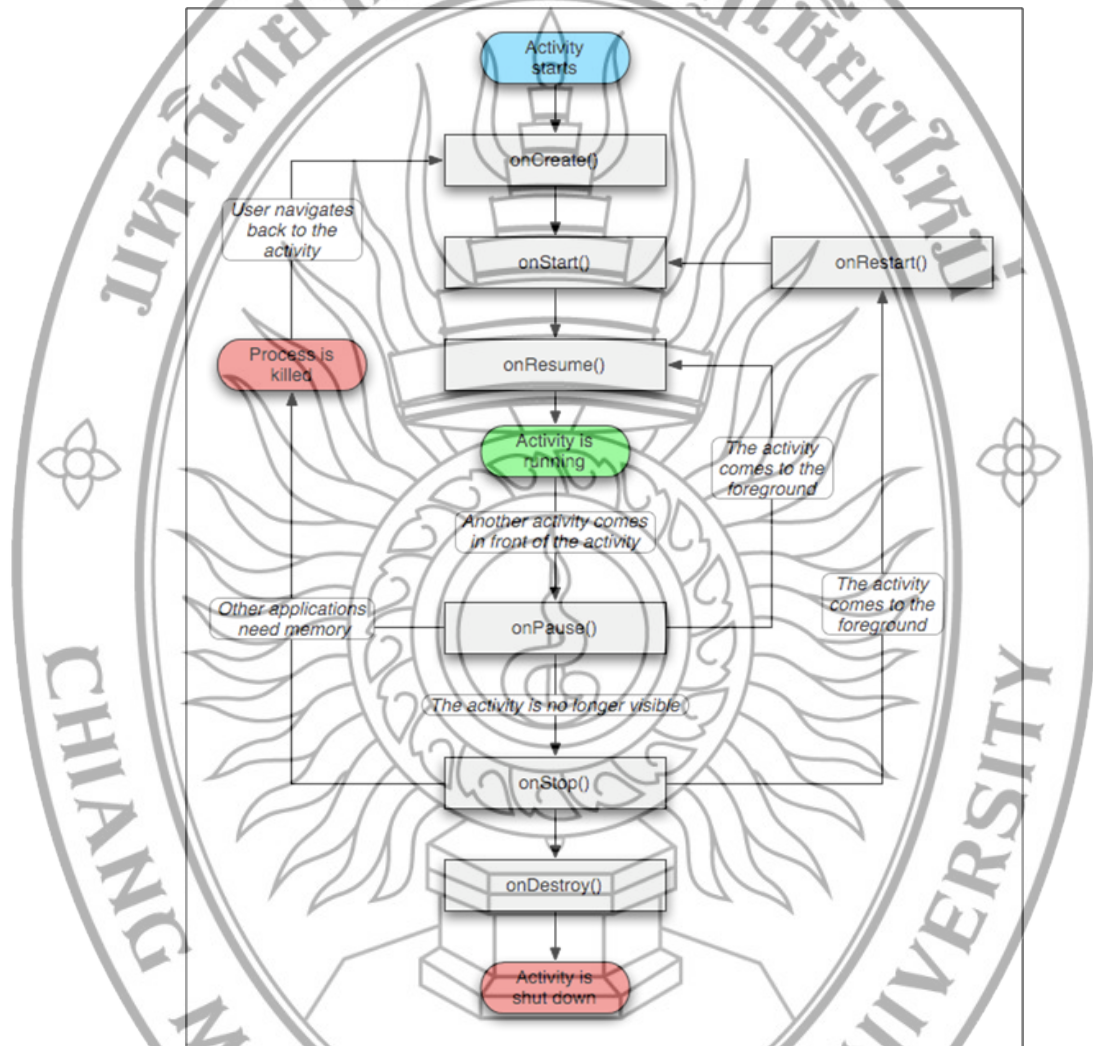 Activity
starts
onCreate()
User navigates
back to the
activity
onStart()
onRestart()
Process is
killed
onResume()
Activity is
running
The activity
comes to the
foreground
Another activity comes
in front of the activity
The activity
comes to the
foreground
Other applications
need memory
onPause()
The activity is no longer visible
onStop()
onDestroy()
Activity is
shut down
CHIANG
UNIVERSITY